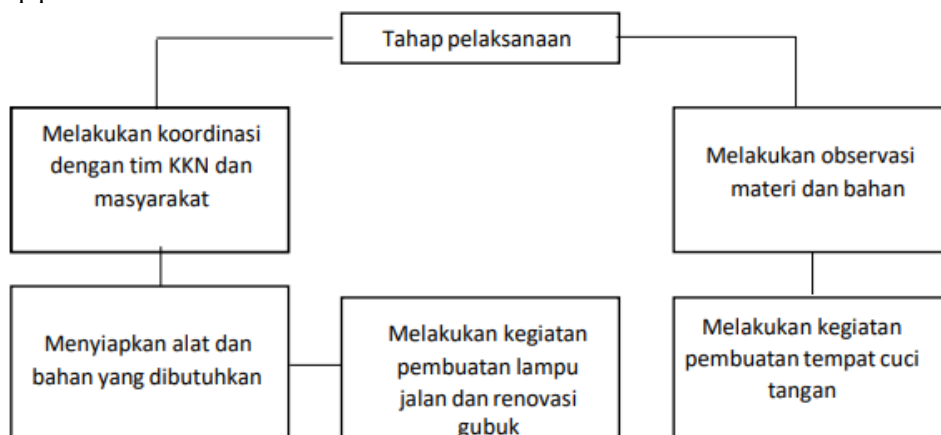 Tahap pelaksanaan
Melakukan koordinasi
dengan tim KKN dan
masyarakat
Melakukan observasi
materi dan bahan
Menyiapkan alat dan
bahan yang dibutuhkan
Melakukan kegiatan
pembuatan lampu
jalan dan renovasi
gubuk
Melakukan kegiatan
pembuatan tempat cuci
tangan